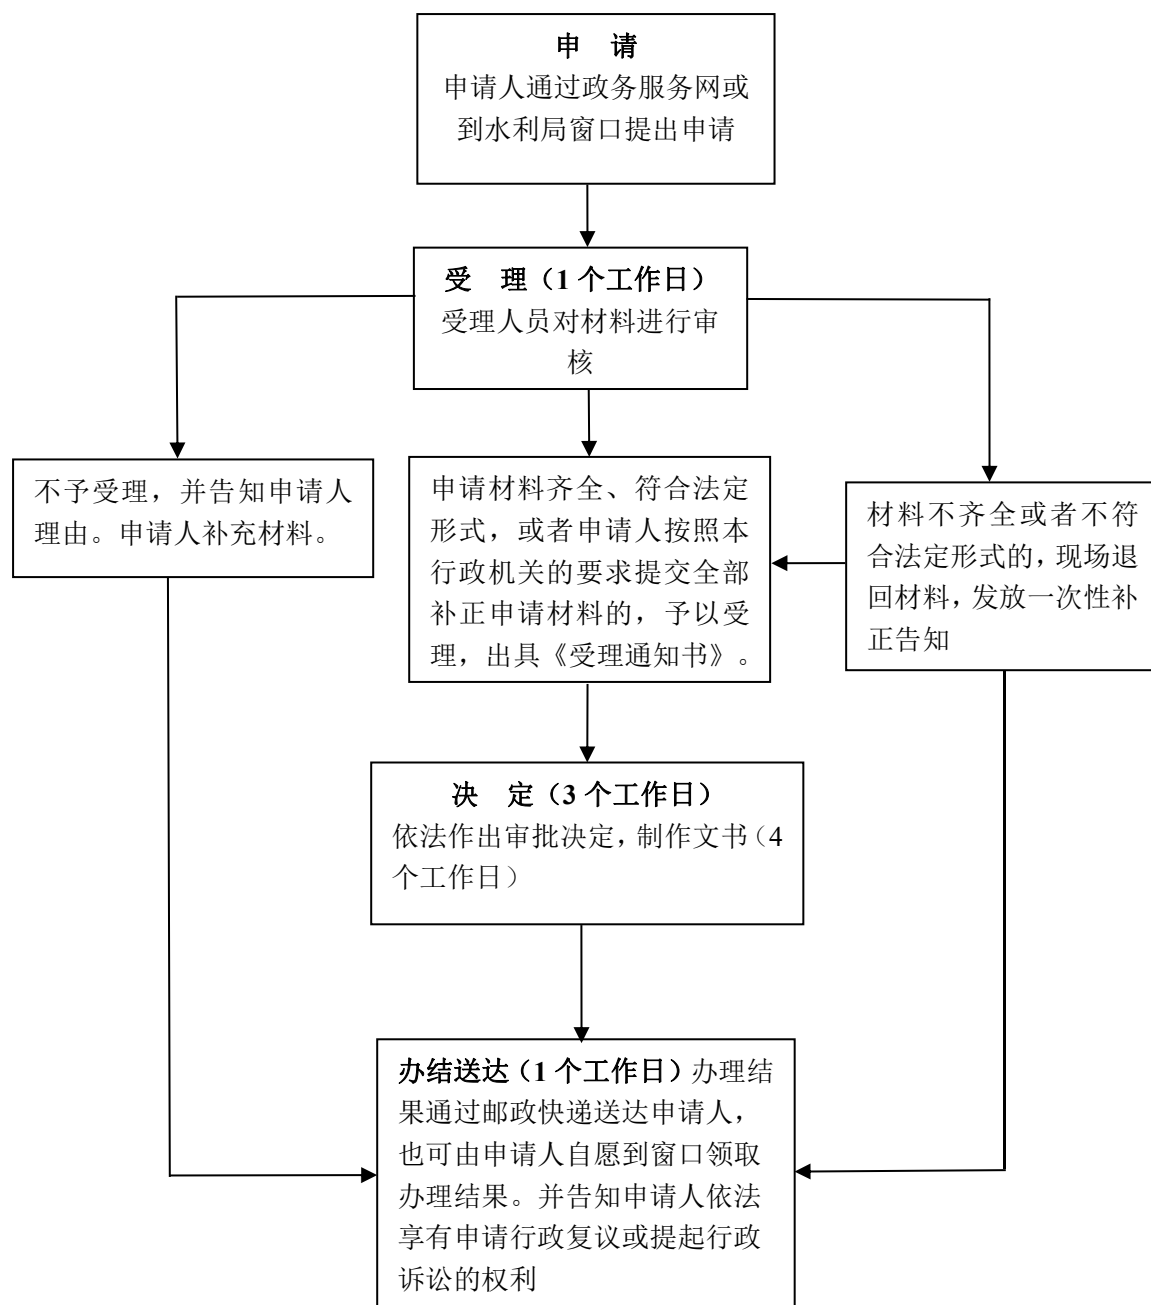 申 请
申请人通过政务服务网或
到水利局窗口提出申请
受 理（1 个工作日）
受理人员对材料进行审
核
不予受理，并告知申请人
理由。申请人补充材料。
申请材料齐全、符合法定
形式，或者申请人按照本
行政机关的要求提交全部
补正申请材料的，予以受
理，出具《受理通知书》。
材料不齐全或者不符
合法定形式的，现场退
回材料，发放一次性补
正告知
决 定（3 个工作日）
依法作出审批决定，制作文书（4
个工作日）
办结送达（1 个工作日）办理结
果通过邮政快递送达申请人，
也可由申请人自愿到窗口领取
办理结果。并告知申请人依法
享有申请行政复议或提起行政
诉讼的权利